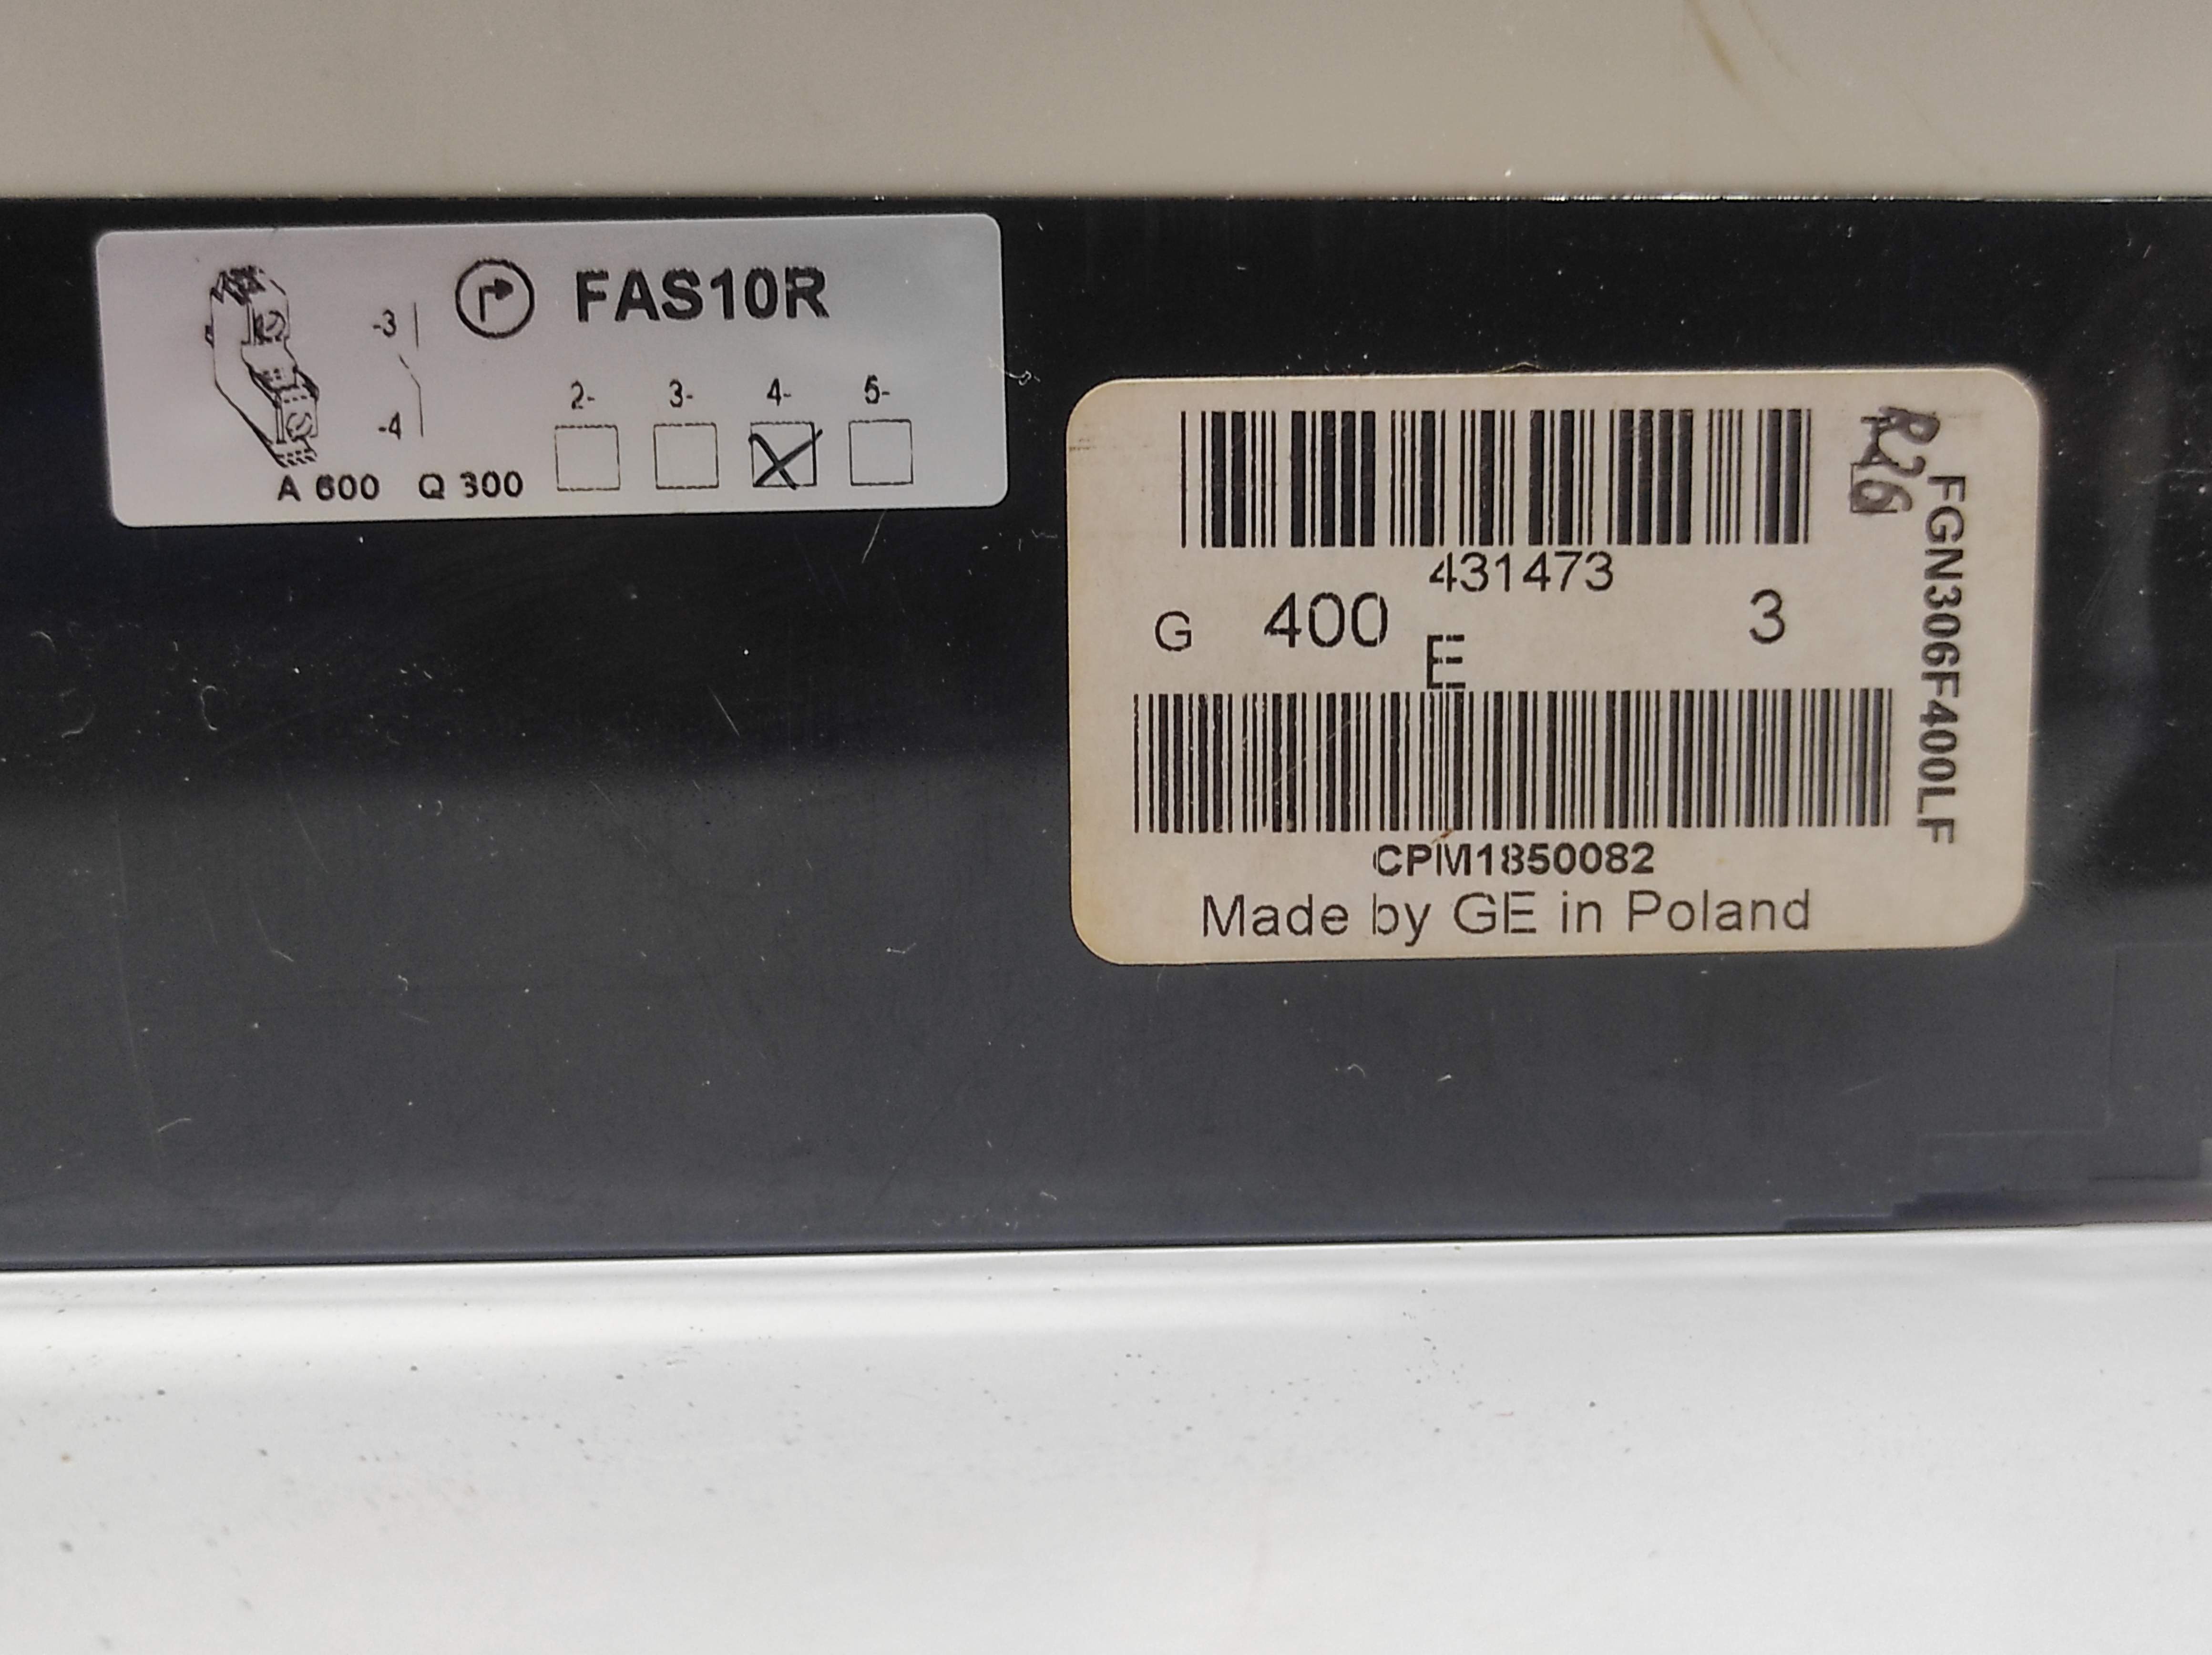 FAS10R
-3
-4
2- 3- 4- 5-
A 600 Q 300
431473
G 400 E 3
CPM1850082
Made by GE in Poland
R26
FGN306F400LF